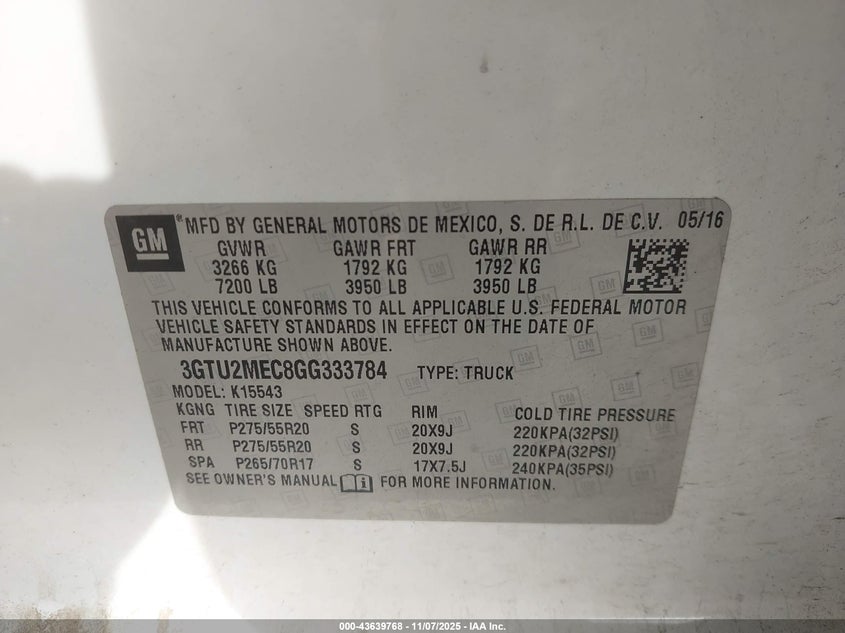 GM
® MFD BY GENERAL MOTORS DE MEXICO, S. DE R.L. DE C.V. 05/16
GVWR GAWR FRT GAWR RR
3266 KG 1792 KG 1792 KG
7200 LB 3950 LB 3950 LB
THIS VEHICLE CONFORMS TO ALL APPLICABLE U.S. FEDERAL MOTOR
VEHICLE SAFETY STANDARDS IN EFFECT ON THE DATE OF
MANUFACTURE SHOWN ABOVE.
3GTU2MEC8GG333784 TYPE: TRUCK
MODEL: K15543
KGNG TIRE SIZE SPEED RTG RIM COLD TIRE PRESSURE
FRT P275/55R20 S 20X9J 220KPA(32PSI)
RR P275/55R20 S 20X9J 220KPA(32PSI)
SPA P265/70R17 S 17X7.5J 240KPA(35PSI)
SEE OWNER'S MANUAL FOR MORE INFORMATION.
000-43639768 - 11/07/2025 - IAA Inc.